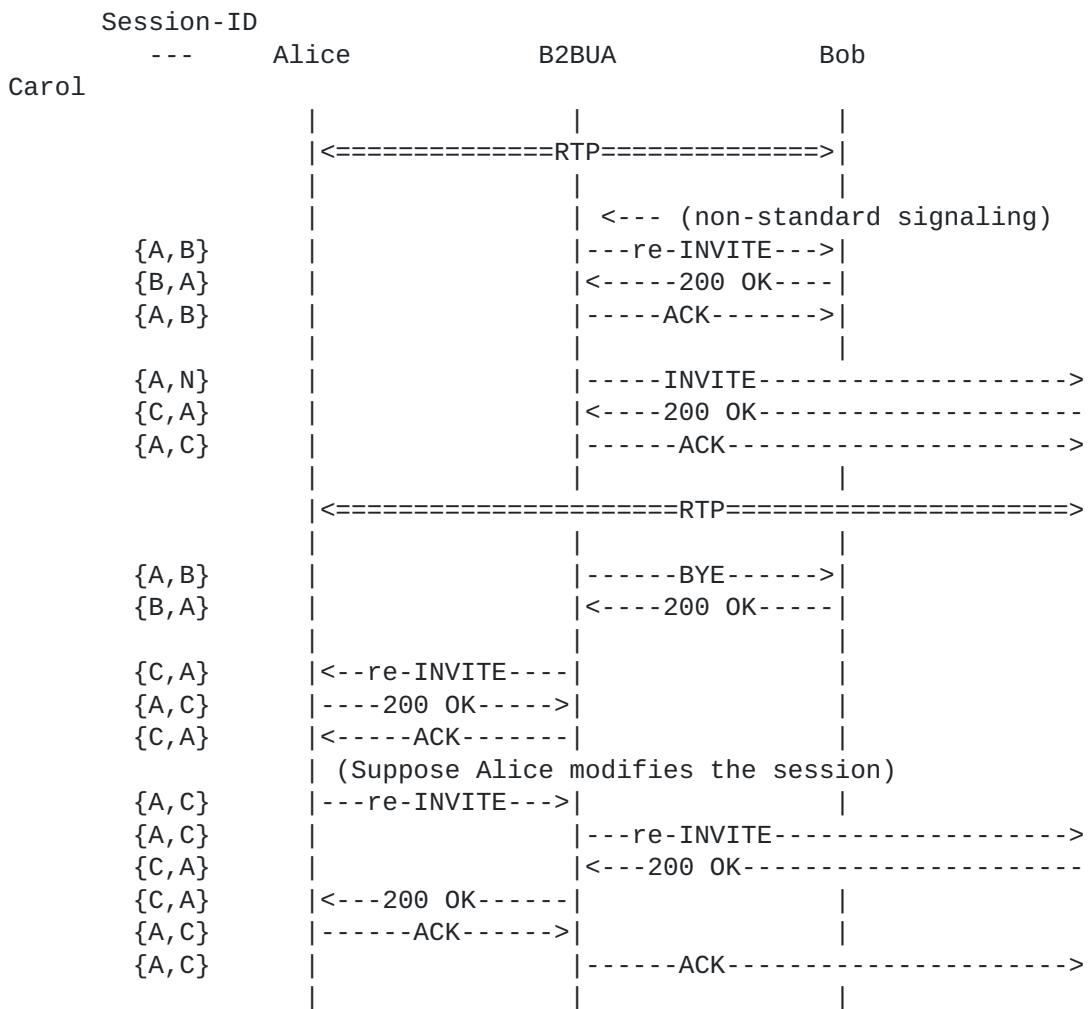 Session-ID
---     Alice            B2BUA             Bob
Carol
|                |                |
|<==============RTP==============>|
|                |                |
|                | <--- (non-standard signaling)
{A,B}      |                |---re-INVITE--->|
{B,A}      |                |<-----200 OK----|
{A,B}      |                |-----ACK------->|
|                |                |
{A,N}      |                |-----INVITE-------------------->
{C,A}      |                |<----200 OK---------------------
{A,C}      |                |------ACK---------------------->
|                |                |
|<======================RTP======================>
|                |                |
{A,B}      |                |------BYE------>|
{B,A}      |                |<----200 OK-----|
|                |                |
{C,A}      |<--re-INVITE----|                |
{A,C}      |----200 OK----->|                |
{C,A}      |<-----ACK-------|                |
| (Suppose Alice modifies the session)
{A,C}      |---re-INVITE--->|                |
{A,C}      |                |---re-INVITE------------------->
{C,A}      |                |<---200 OK----------------------
{C,A}      |<---200 OK------|                |
{A,C}      |------ACK------>|                |
{A,C}      |                |------ACK---------------------->
|                |                |